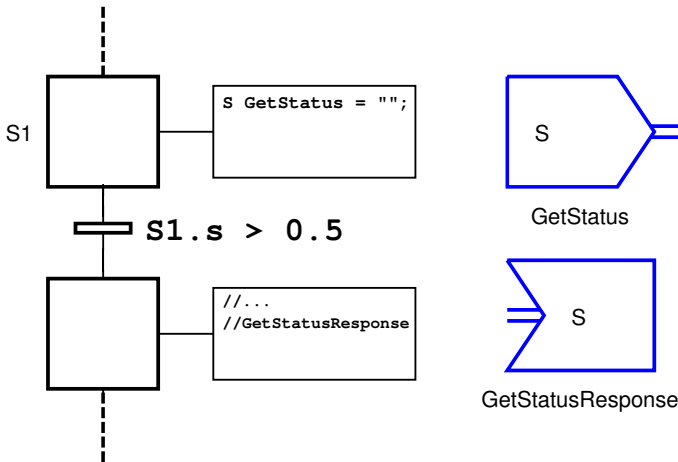 S1
S GetStatus = "";
S1.s > 0.5
//...
//GetStatusResponse
S
GetStatus
S
GetStatusResponse